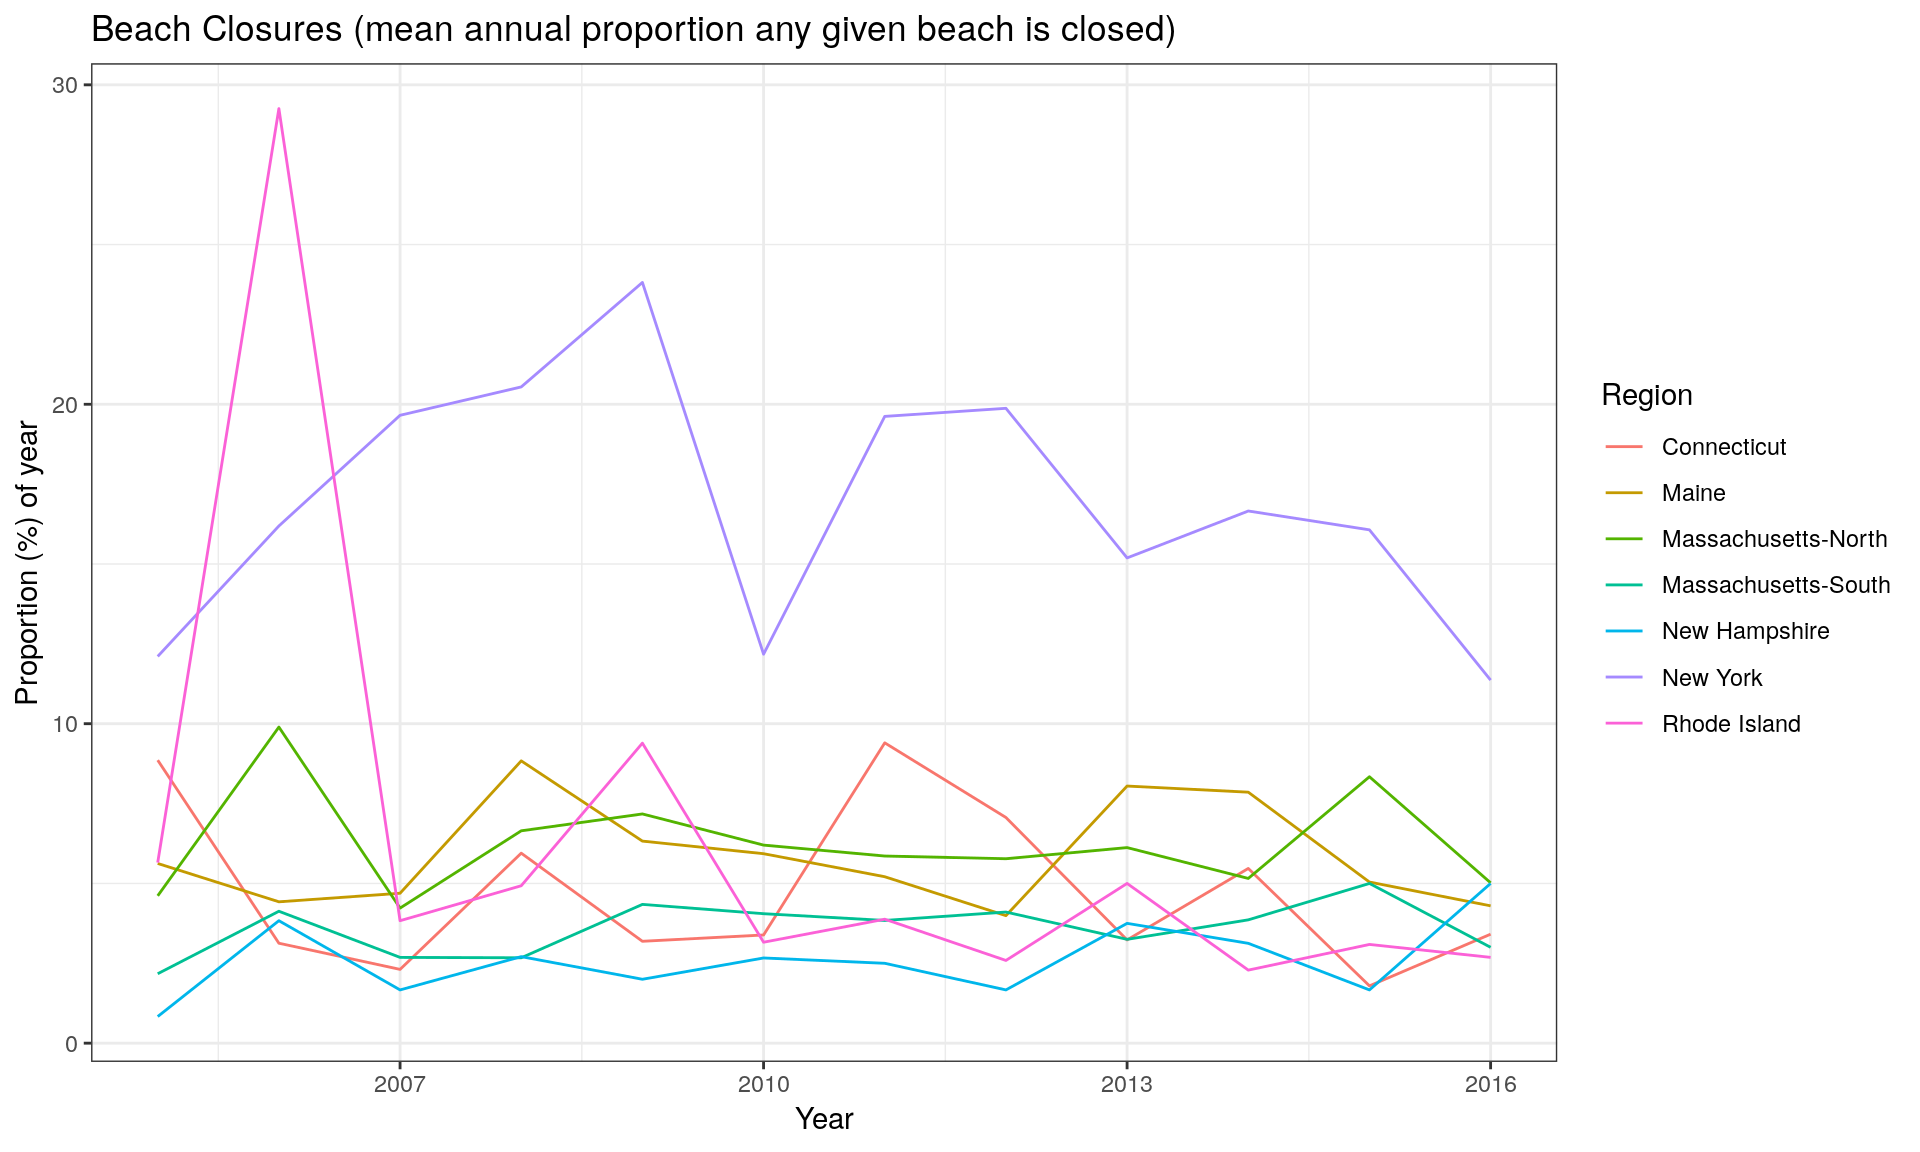 Beach Closures (mean annual proportion any given beach is closed)
30
20
10
0
Proportion (%) of year
2007
2010
2013
2016
Year
Region
Connecticut
Maine
Massachusetts-North
Massachusetts-South
New Hampshire
New York
Rhode Island